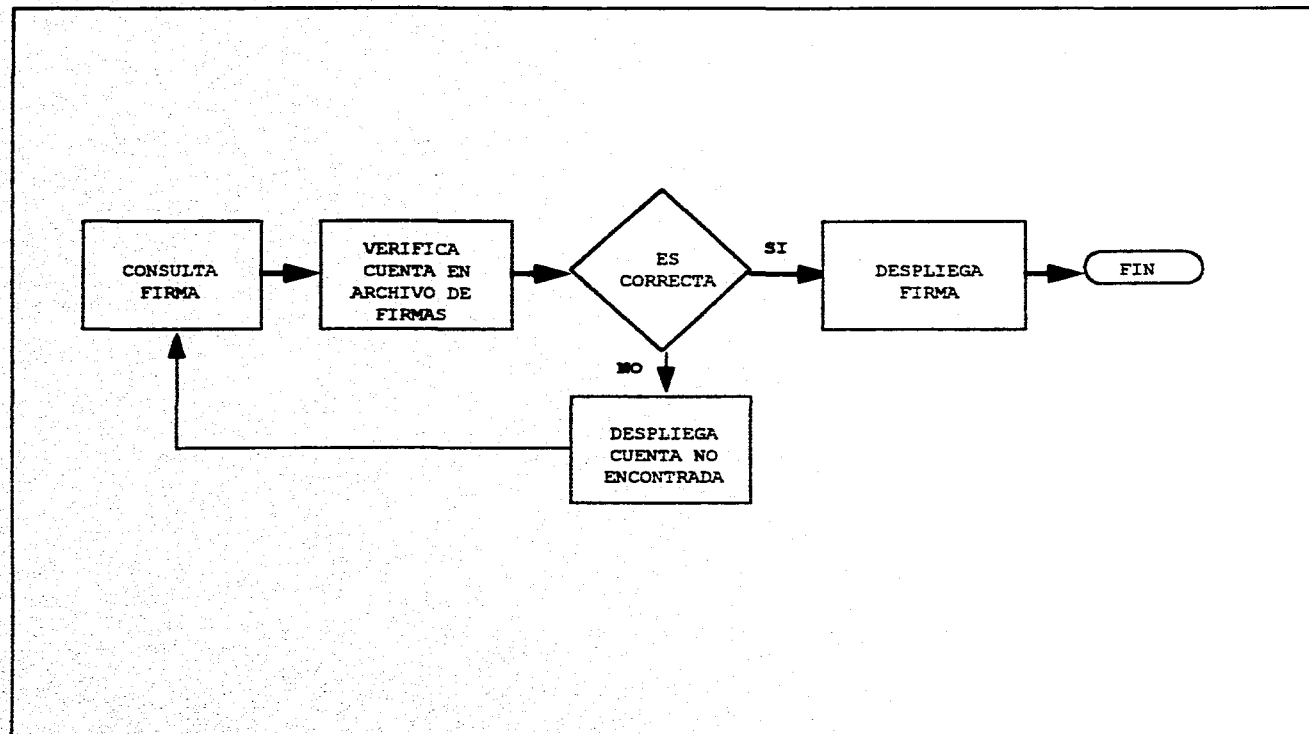 CONSULTA
FIRMA
VERIFICA
CUENTA EN
ARCHIVO DE
FIRMAS
ES
CORRECTA
SI
DESPLIEGA
FIRMA
FIN
NO
DESPLIEGA
CUENTA NO
ENCONTRADA